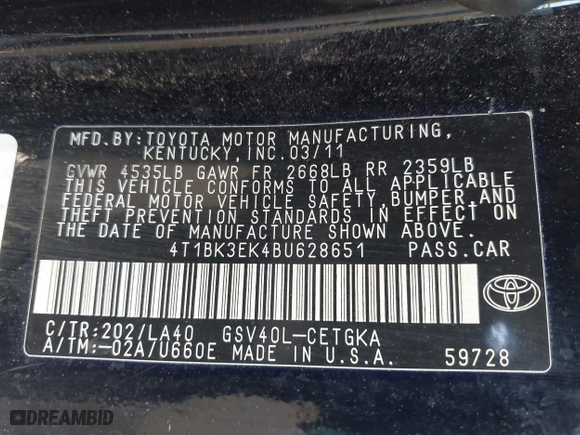 MFD.BY:TOYOTA MOTOR MANUFACTURING,
KENTUCKY,INC.03/11
GVWR 4535LB GAWR FR 2668LB RR 2359LB
THIS VEHICLE CONFORMS TO ALL APPLICABLE
FEDERAL MOTOR VEHICLE SAFETY,BUMPER,AND
THEFT PREVENTION STANDARDS IN EFFECT ON
THE DATE OF MANUFACTURE SHOWN ABOVE.
4T1BK3EK4BU628651 PASS.CAR
C/TR:202/LA40 GSV40L-CETGKA
A/TM:-02A/U660E MADE IN U.S.A. 59728
TOYOTA
DREAMBID